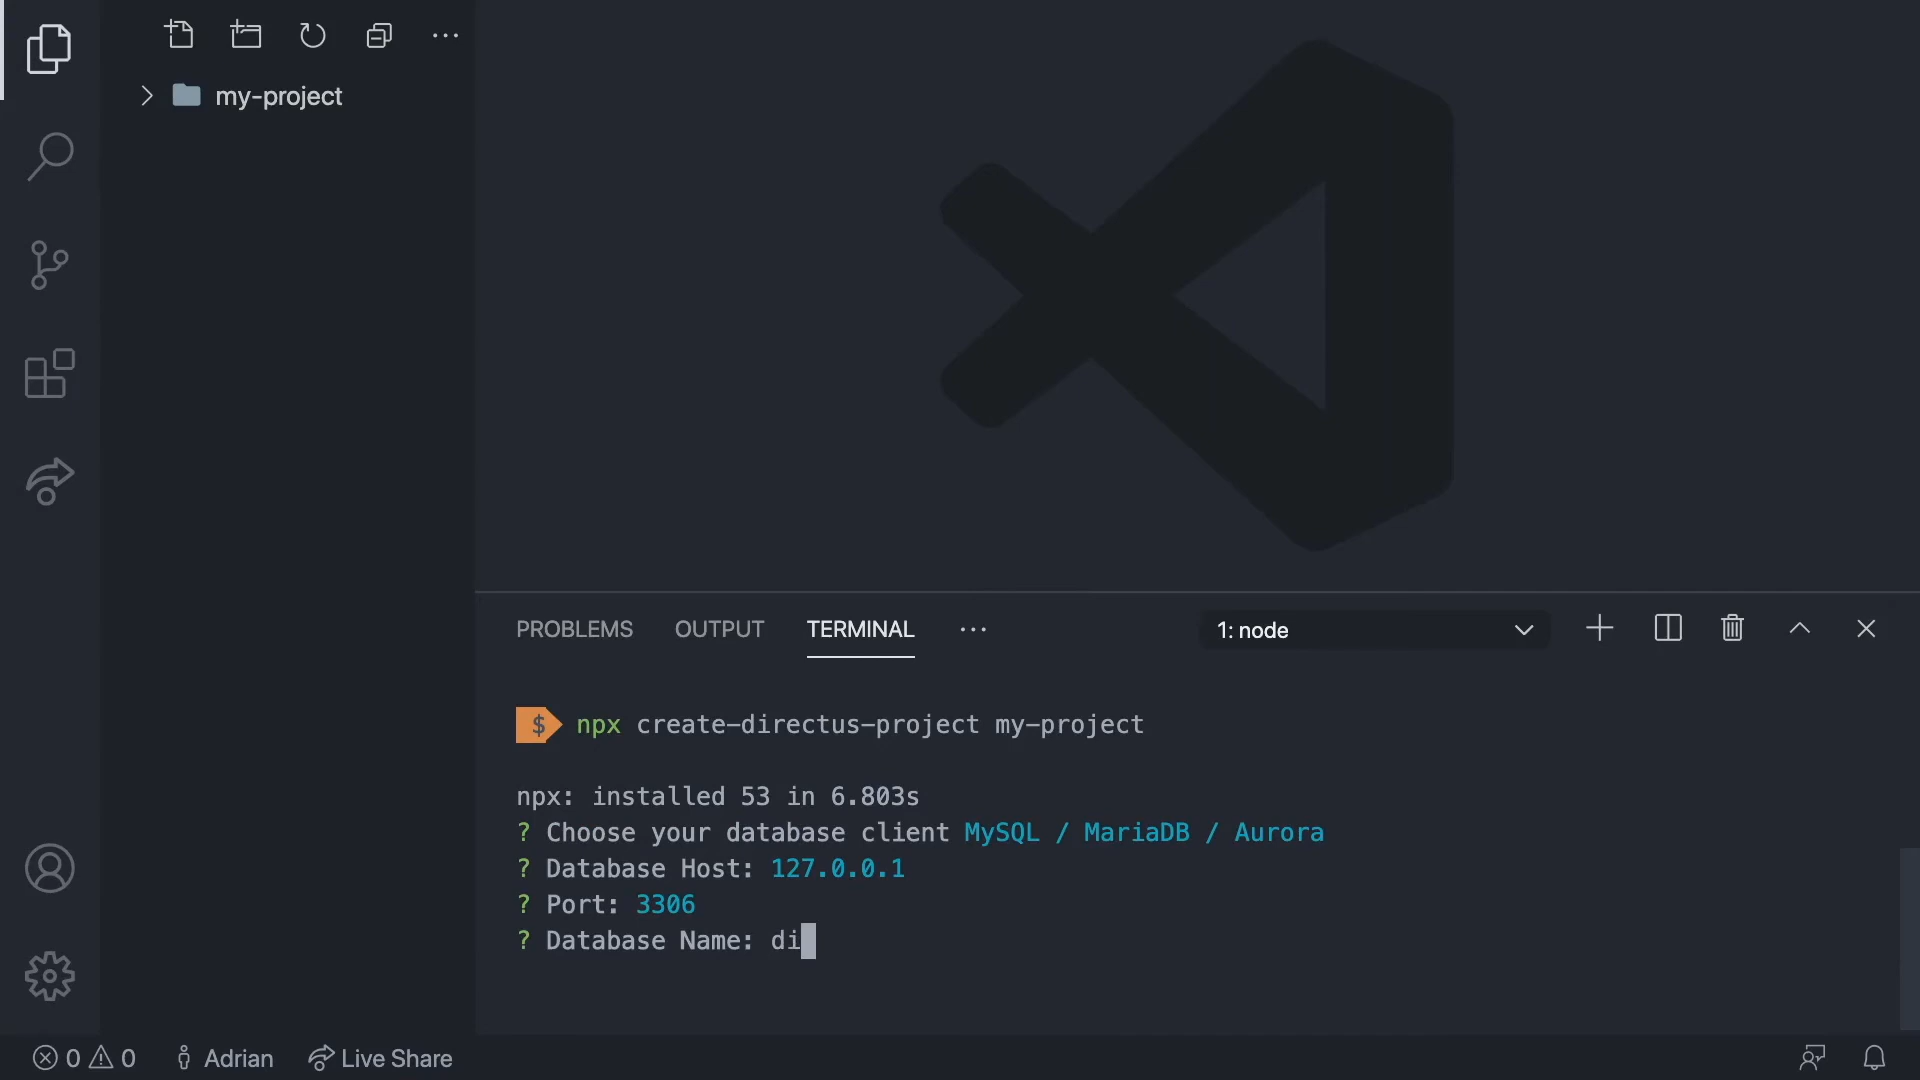 my-project
PROBLEMS OUTPUT TERMINAL ··· 1: node
$ npx create-directus-project my-project
npx: installed 53 in 6.803s
? Choose your database client MySQL / MariaDB / Aurora
? Database Host: 127.0.0.1
? Port: 3306
? Database Name: di
0 0 Adrian Live Share